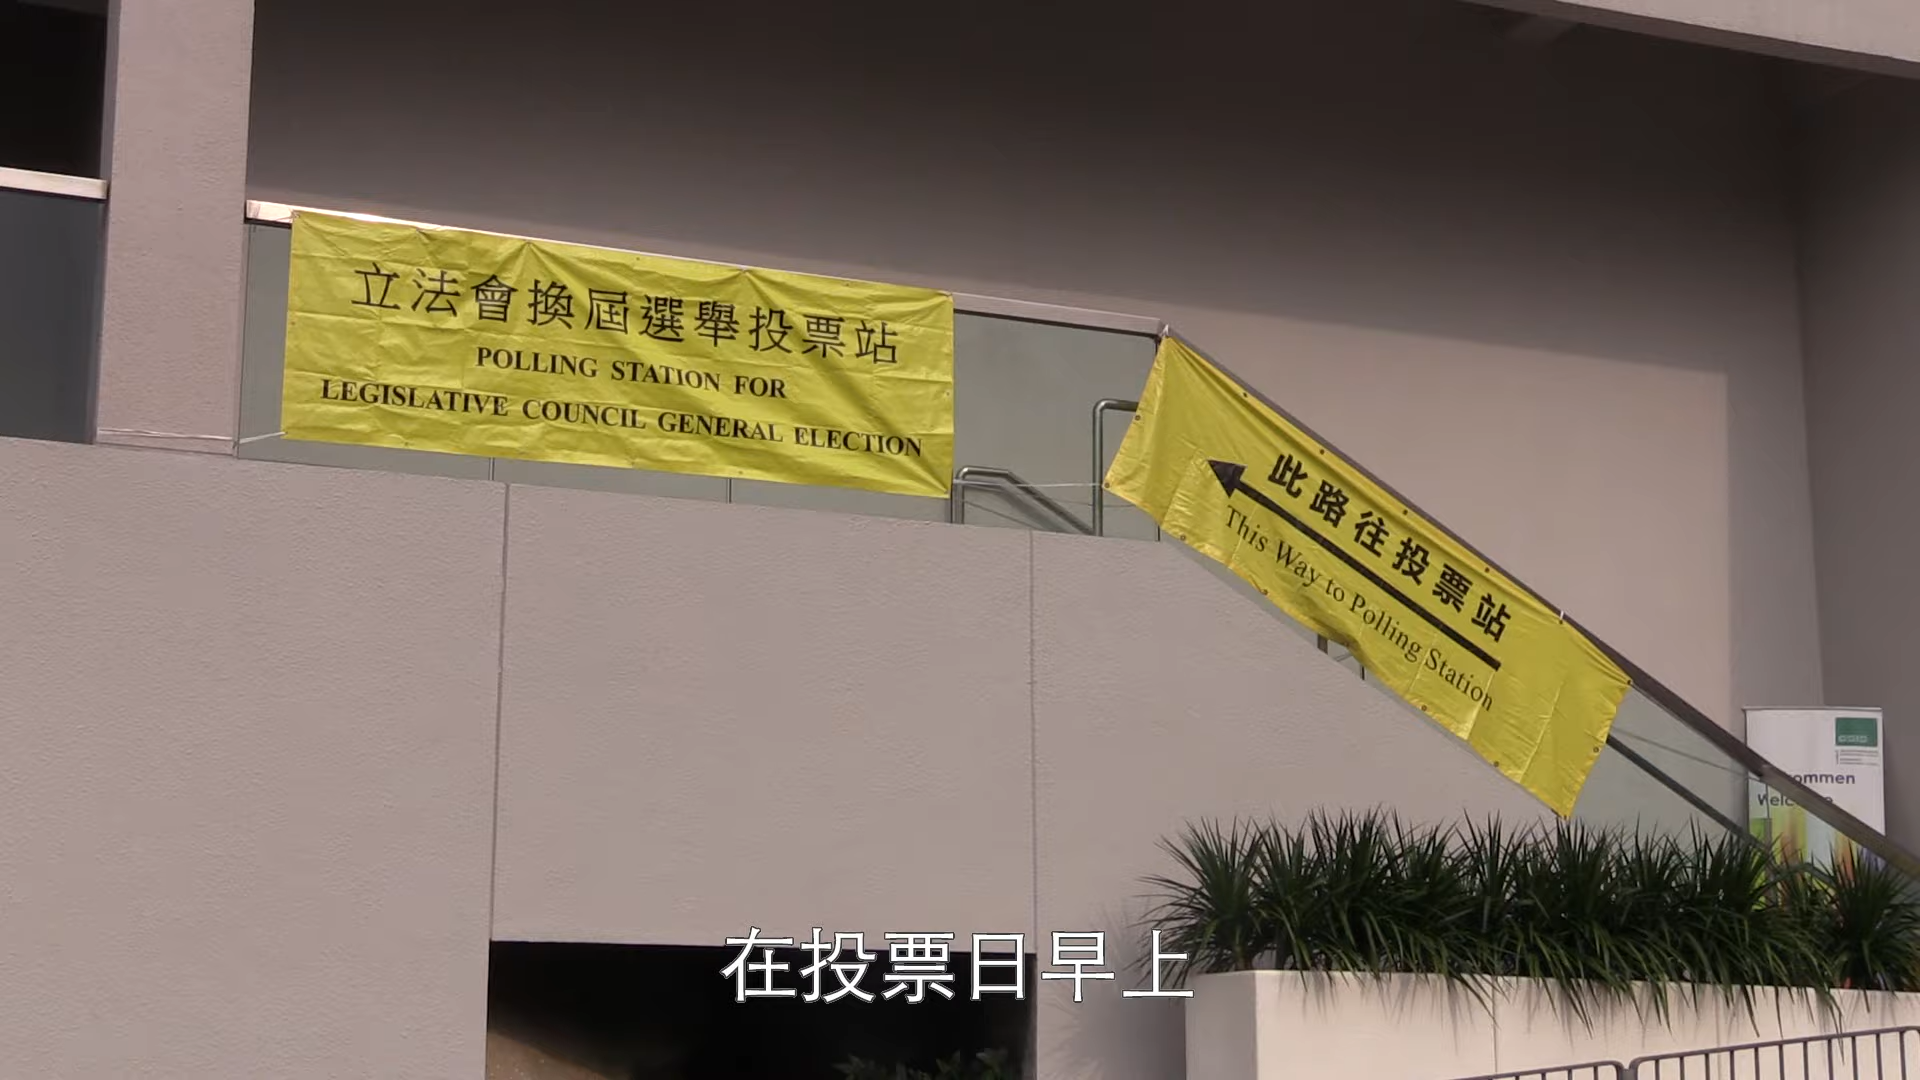 立法會換屆選舉投票站
POLLING STATION FOR
LEGISLATIVE COUNCIL GENERAL ELECTION
此路往投票站
This Way to Polling Station
在投票日早上